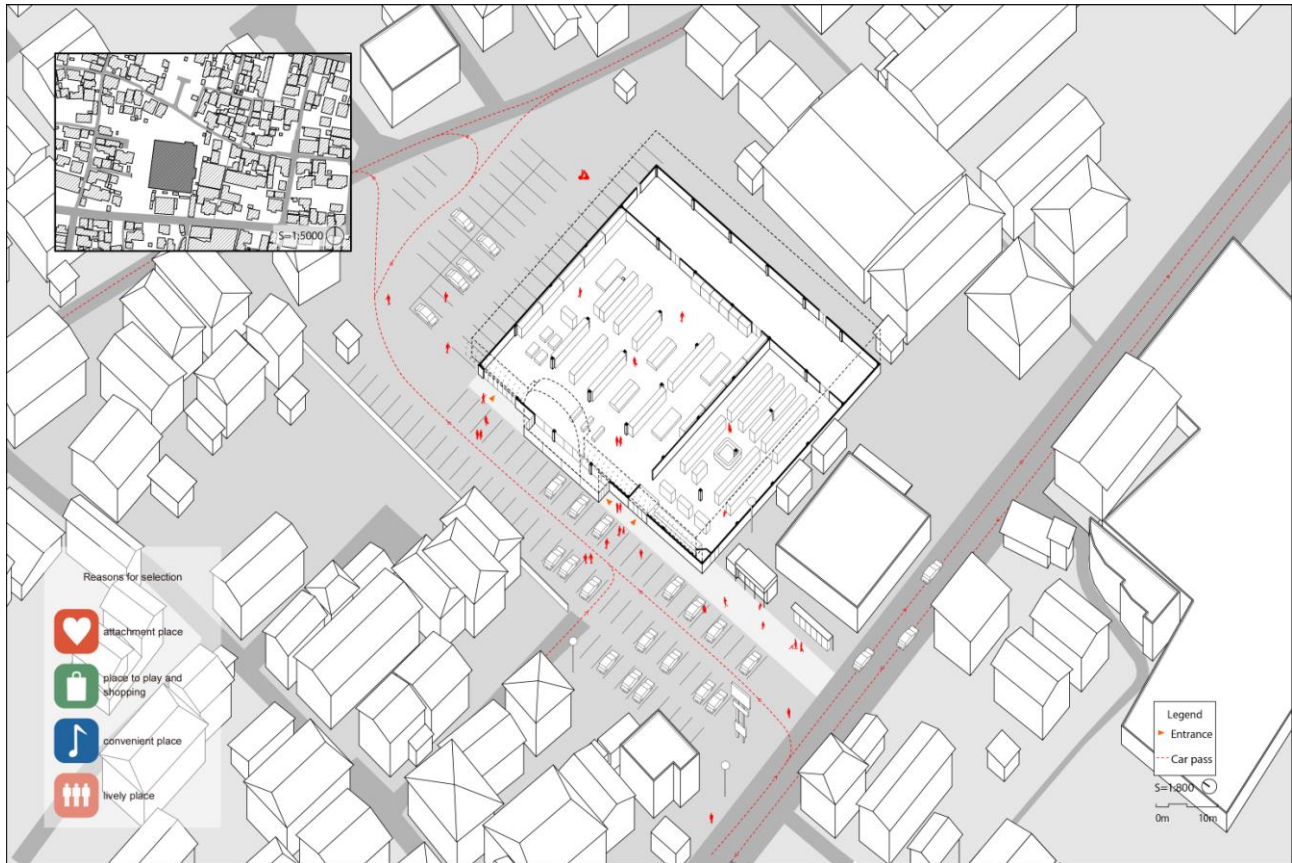 S=1:5000
Reasons for selection
attachment place
place to play and
shopping
convenient place
lively place
Legend
Entrance
Car pass
S=1:800
0m 10m